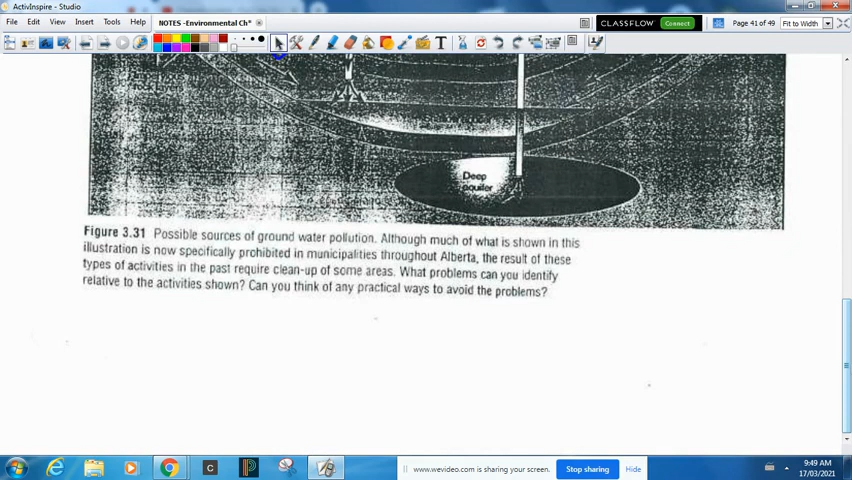 ActivInspire - Studio
File Edit View Insert Tools Help NOTES -Environmental Ch* CLASSFLOW Connect Page 41 of 49 Fit to Width
Deep
aquifer
Figure 3.31 Possible sources of ground water pollution. Although much of what is shown in this
illustration is now specifically prohibited in municipalities throughout Alberta, the result of these
types of activities in the past require clean-up of some areas. What problems can you identify
relative to the activities shown? Can you think of any practical ways to avoid the problems?
www.wevideo.com is sharing your screen. Stop sharing Hide
9:49 AM
17/03/2021